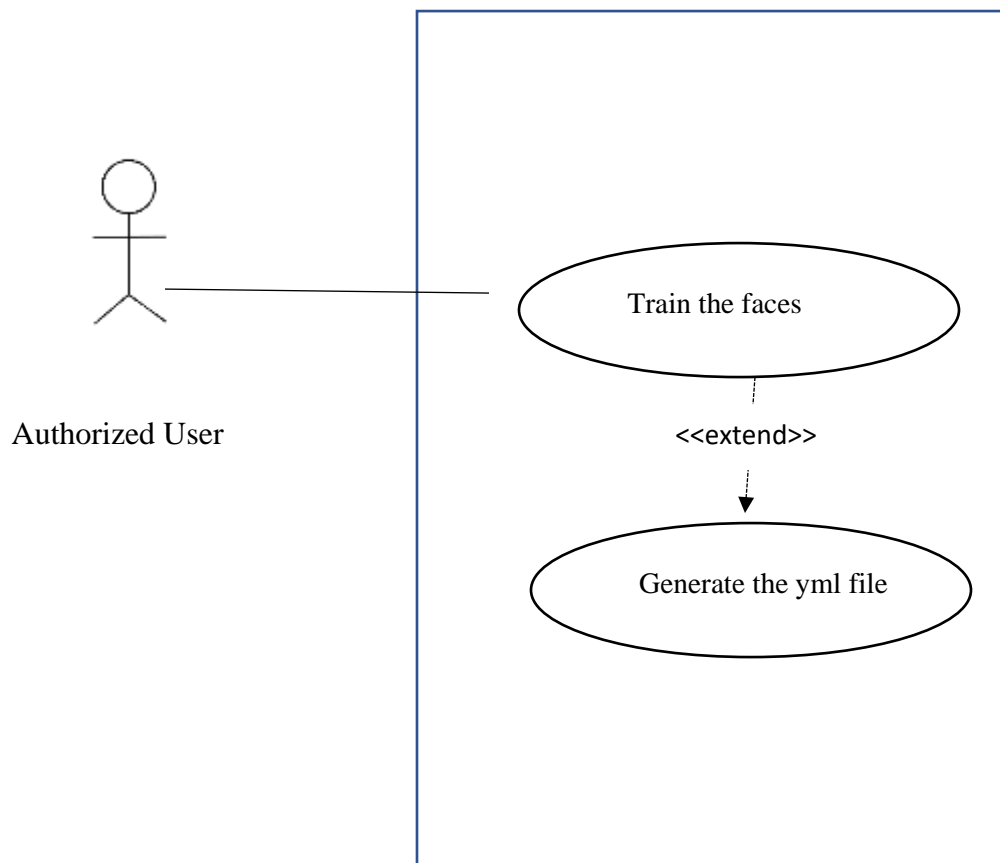 Train the faces
Authorized User
<<extend>>
Generate the yml file